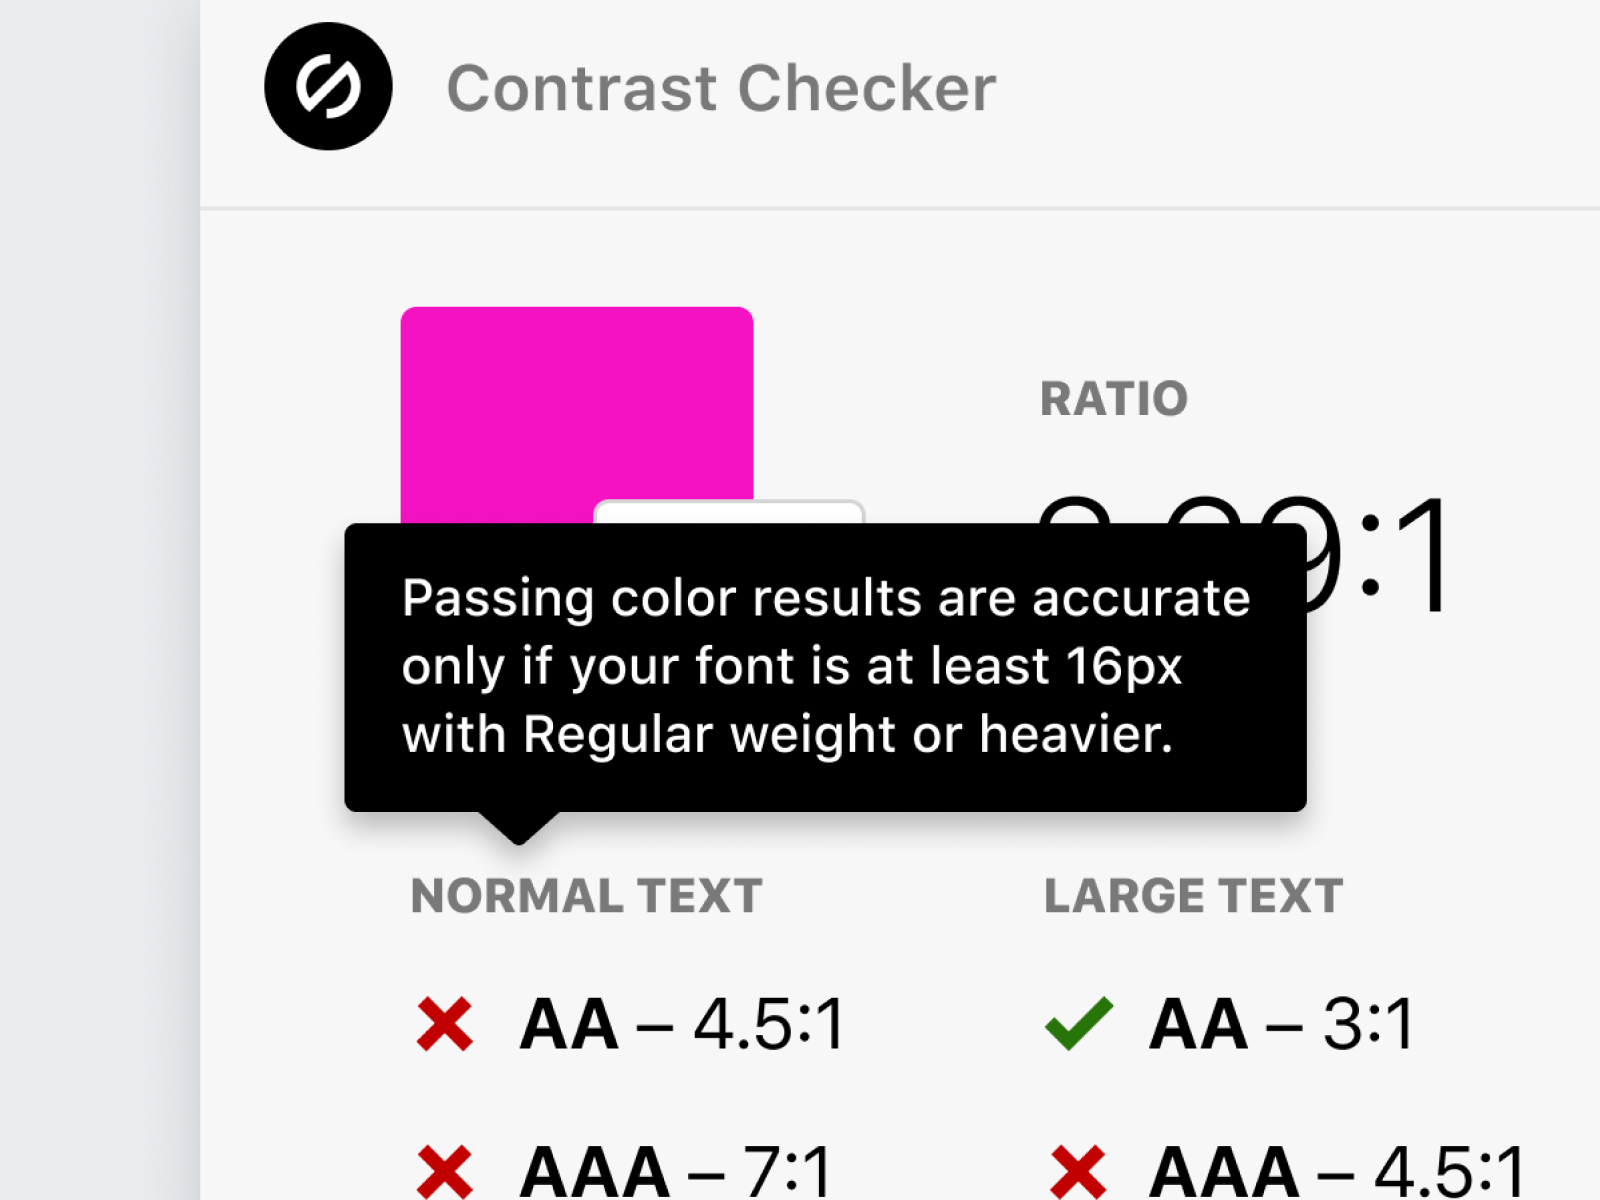 Contrast Checker
RATIO
9:1
Passing color results are accurate
only if your font is at least 16px
with Regular weight or heavier.
NORMAL TEXT
LARGE TEXT
AA – 4.5:1
AA – 3:1
AAA – 7:1
AAA – 4.5:1